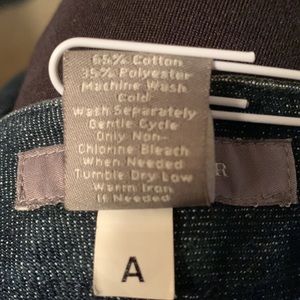 65% Cotton
35% Polyester
Machine Wash
Cold
Wash Separately
Gentle Cycle
Only Non-
Chlorine Bleach
When Needed
Tumble Dry Low
Warm Iron
If Needed
R
A